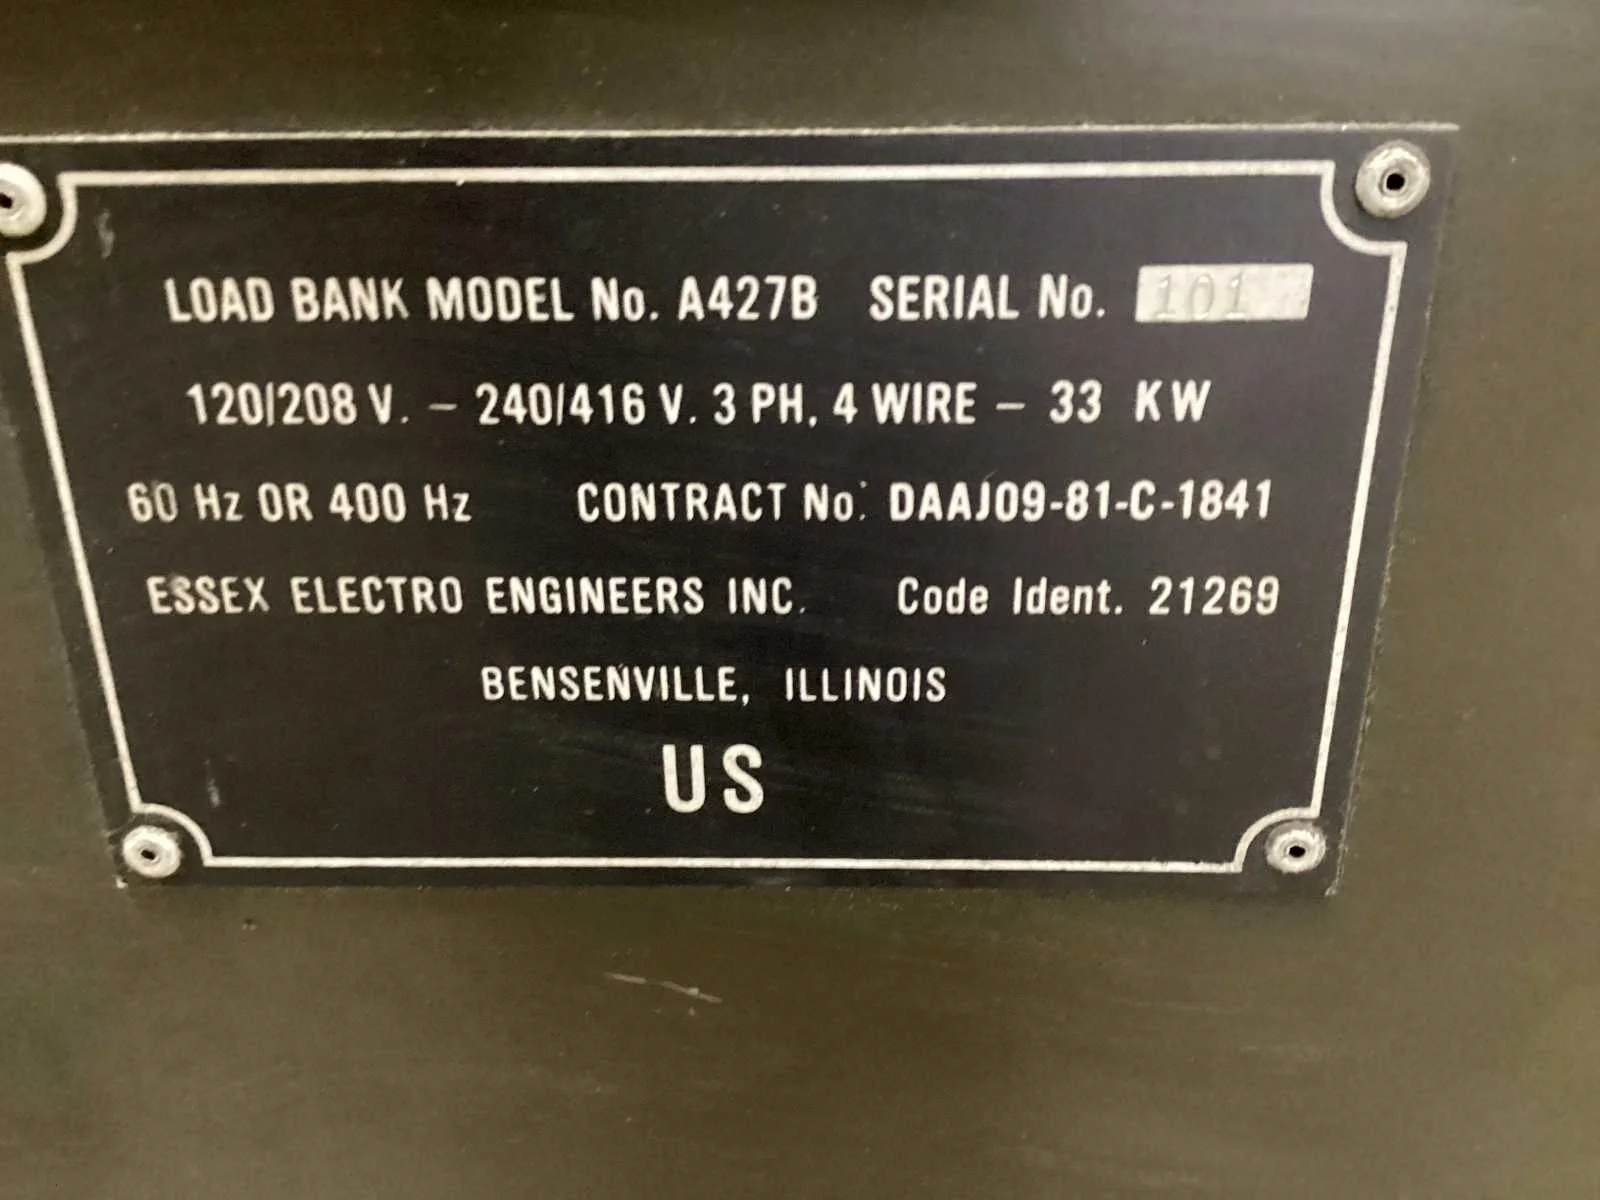 LOAD BANK MODEL No. A427B SERIAL No. 101
120/208 V. – 240/416 V. 3 PH, 4 WIRE – 33 KW
60 Hz OR 400 Hz CONTRACT No. DAAJ09-81-C-1841
ESSEX ELECTRO ENGINEERS INC. Code Ident. 21269
BENSENVILLE, ILLINOIS
US